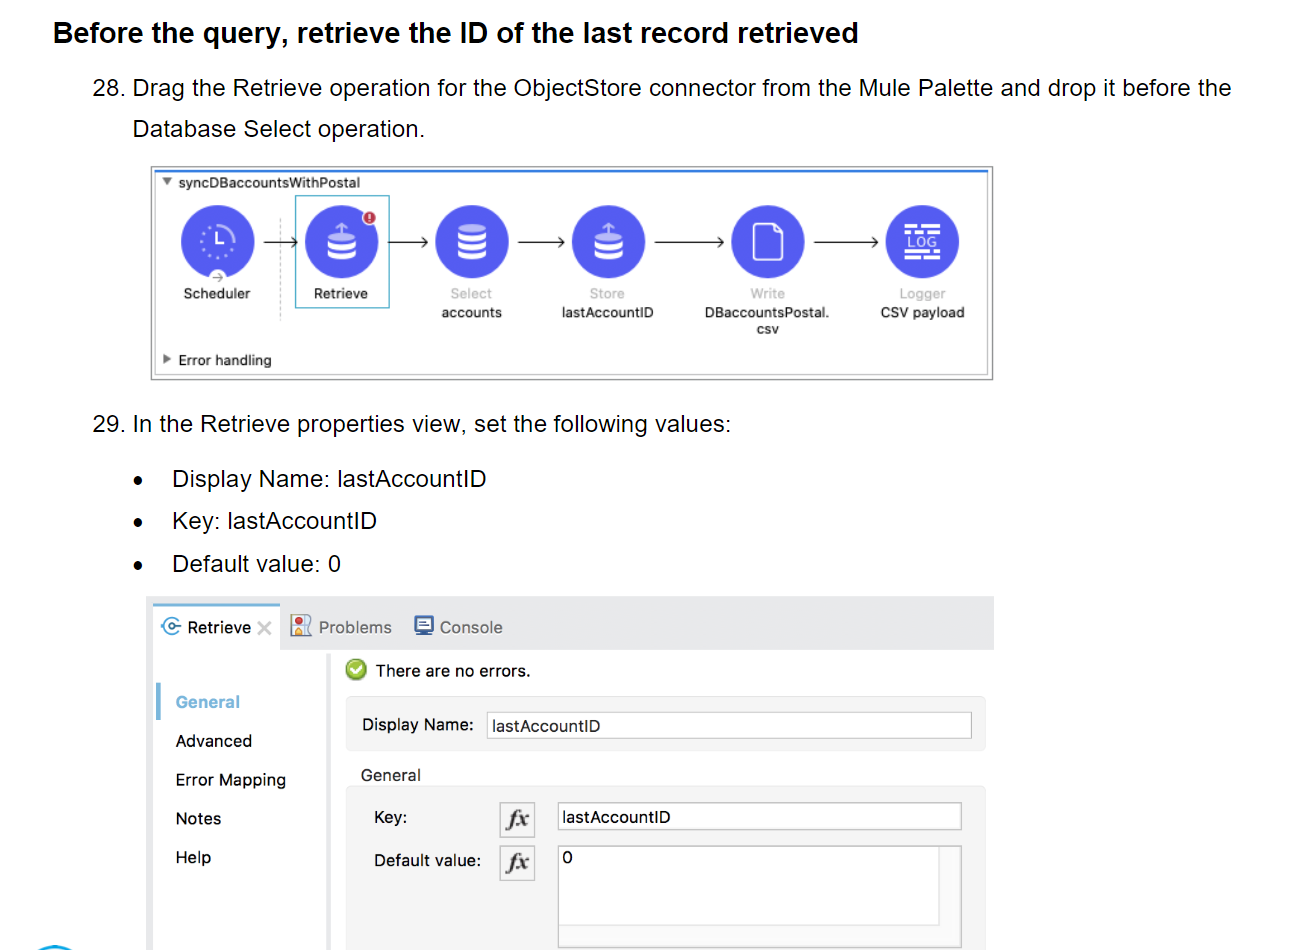 Before the query, retrieve the ID of the last record retrieved
28. Drag the Retrieve operation for the ObjectStore connector from the Mule Palette and drop it before the
Database Select operation.
syncDBaccountsWithPostal
Scheduler
Retrieve
Select
accounts
Store
lastAccountID
Write
DBaccountsPostal.
csv
LOG
Logger
CSV payload
Error handling
29. In the Retrieve properties view, set the following values:
• Display Name: lastAccountID
• Key: lastAccountID
• Default value: 0
Retrieve Problems Console
There are no errors.
General
Advanced
Error Mapping
Notes
Help
Display Name: lastAccountID
General
Key: fx lastAccountID
Default value: fx 0